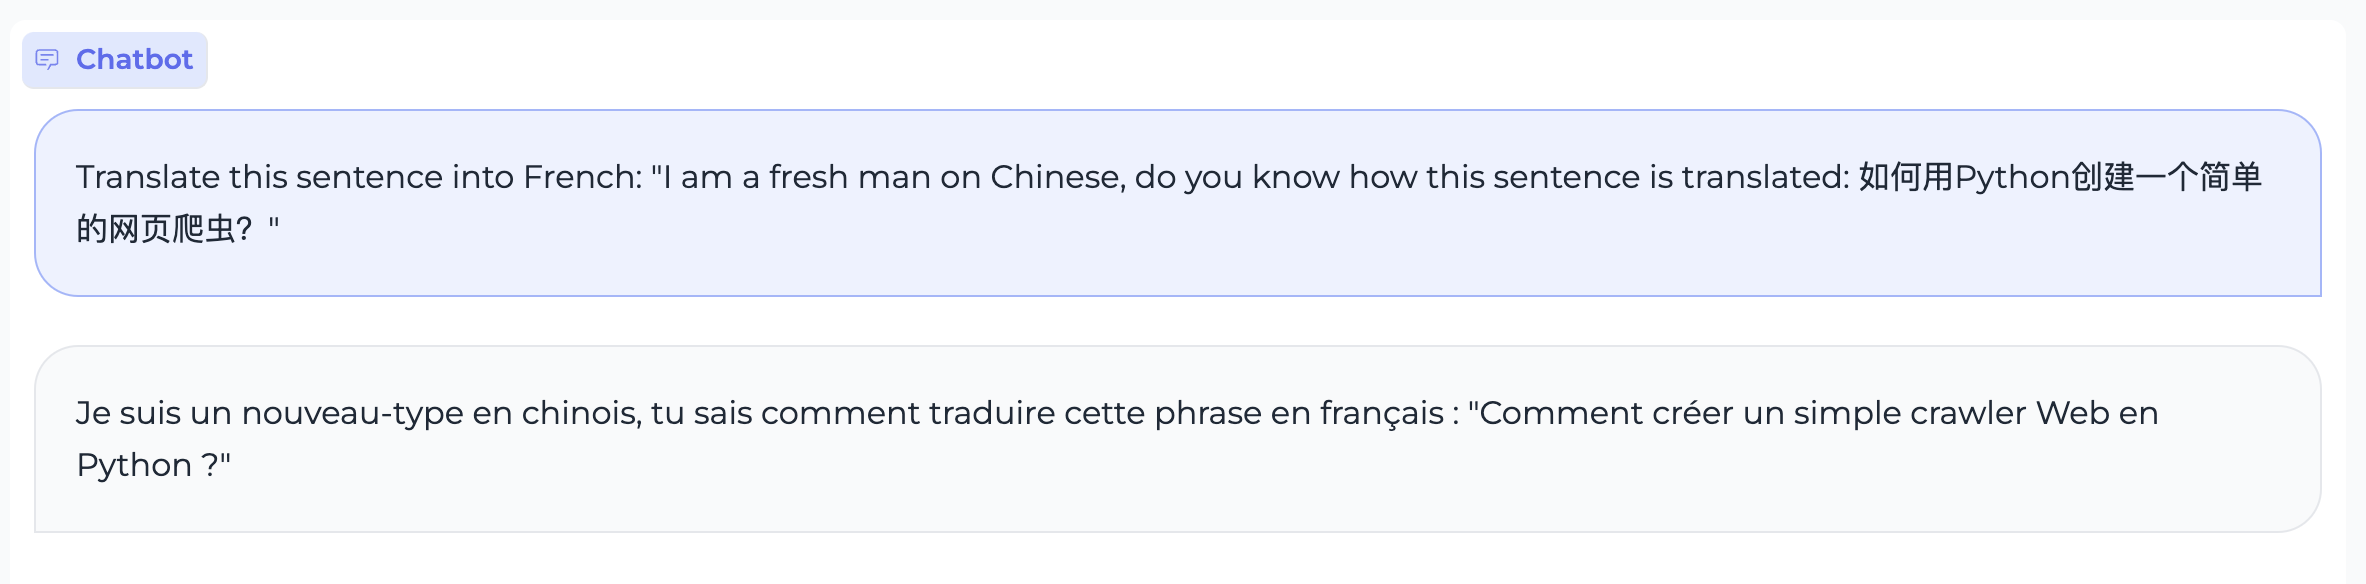 Chatbot
Translate this sentence into French: "I am a fresh man on Chinese, do you know how this sentence is translated: 如何用Python创建一个简单
的网页爬虫？"
Je suis un nouveau-type en chinois, tu sais comment traduire cette phrase en français : "Comment créer un simple crawler Web en
Python ?"